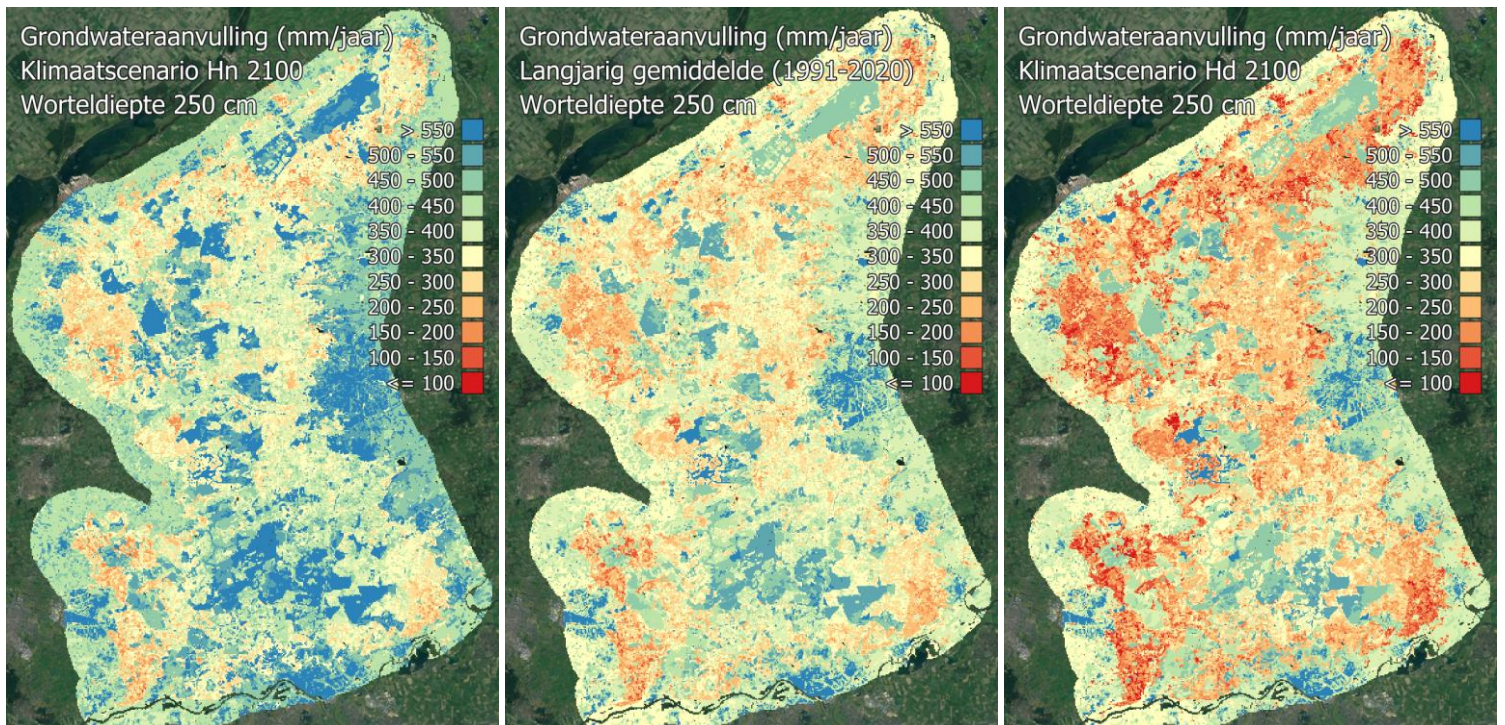 Grondwateraanvulling (mm/jaar)
Klimaatscenario Hn 2100
Worteldiepte 250 cm
> 550
500 - 550
450 - 500
400 - 450
350 - 400
300 - 350
250 - 300
200 - 250
150 - 200
100 - 150
<= 100
Grondwateraanvulling (mm/jaar)
Langjarig gemiddelde (1991-2020)
Worteldiepte 250 cm
> 550
500 - 550
450 - 500
400 - 450
350 - 400
300 - 350
250 - 300
200 - 250
150 - 200
100 - 150
<= 100
Grondwateraanvulling (mm/jaar)
Klimaatscenario Hd 2100
Worteldiepte 250 cm
> 550
500 - 550
450 - 500
400 - 450
350 - 400
300 - 350
250 - 300
200 - 250
150 - 200
100 - 150
<= 100